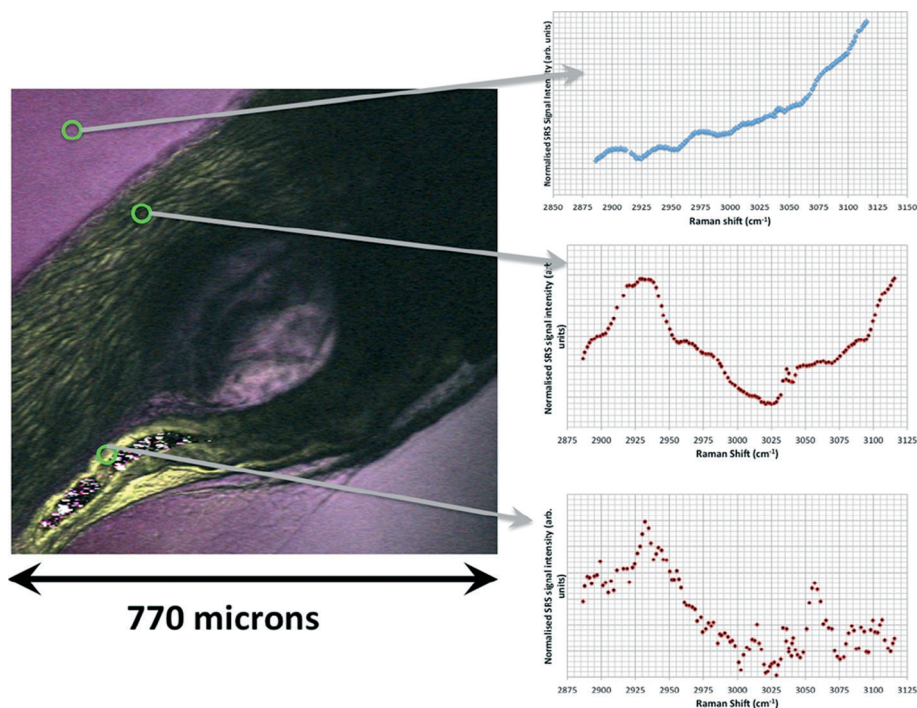 Normalised SRS Signal Intensity (arb. units)
2875 2900 2925 2950 2975 3000 3025 3050 3075 3100 3125 3150
Raman shift (cm-1)
Normalised SRS signal intensity (art.
units)
2875 2900 2925 2950 2975 3000 3025 3050 3075 3100 3125
Raman Shift (cm-1)
Normalised SRS signal intensity (arb.
units)
2875 2900 2925 2950 2975 3000 3025 3050 3075 3100 3125
Raman Shift (cm-1)
770 microns